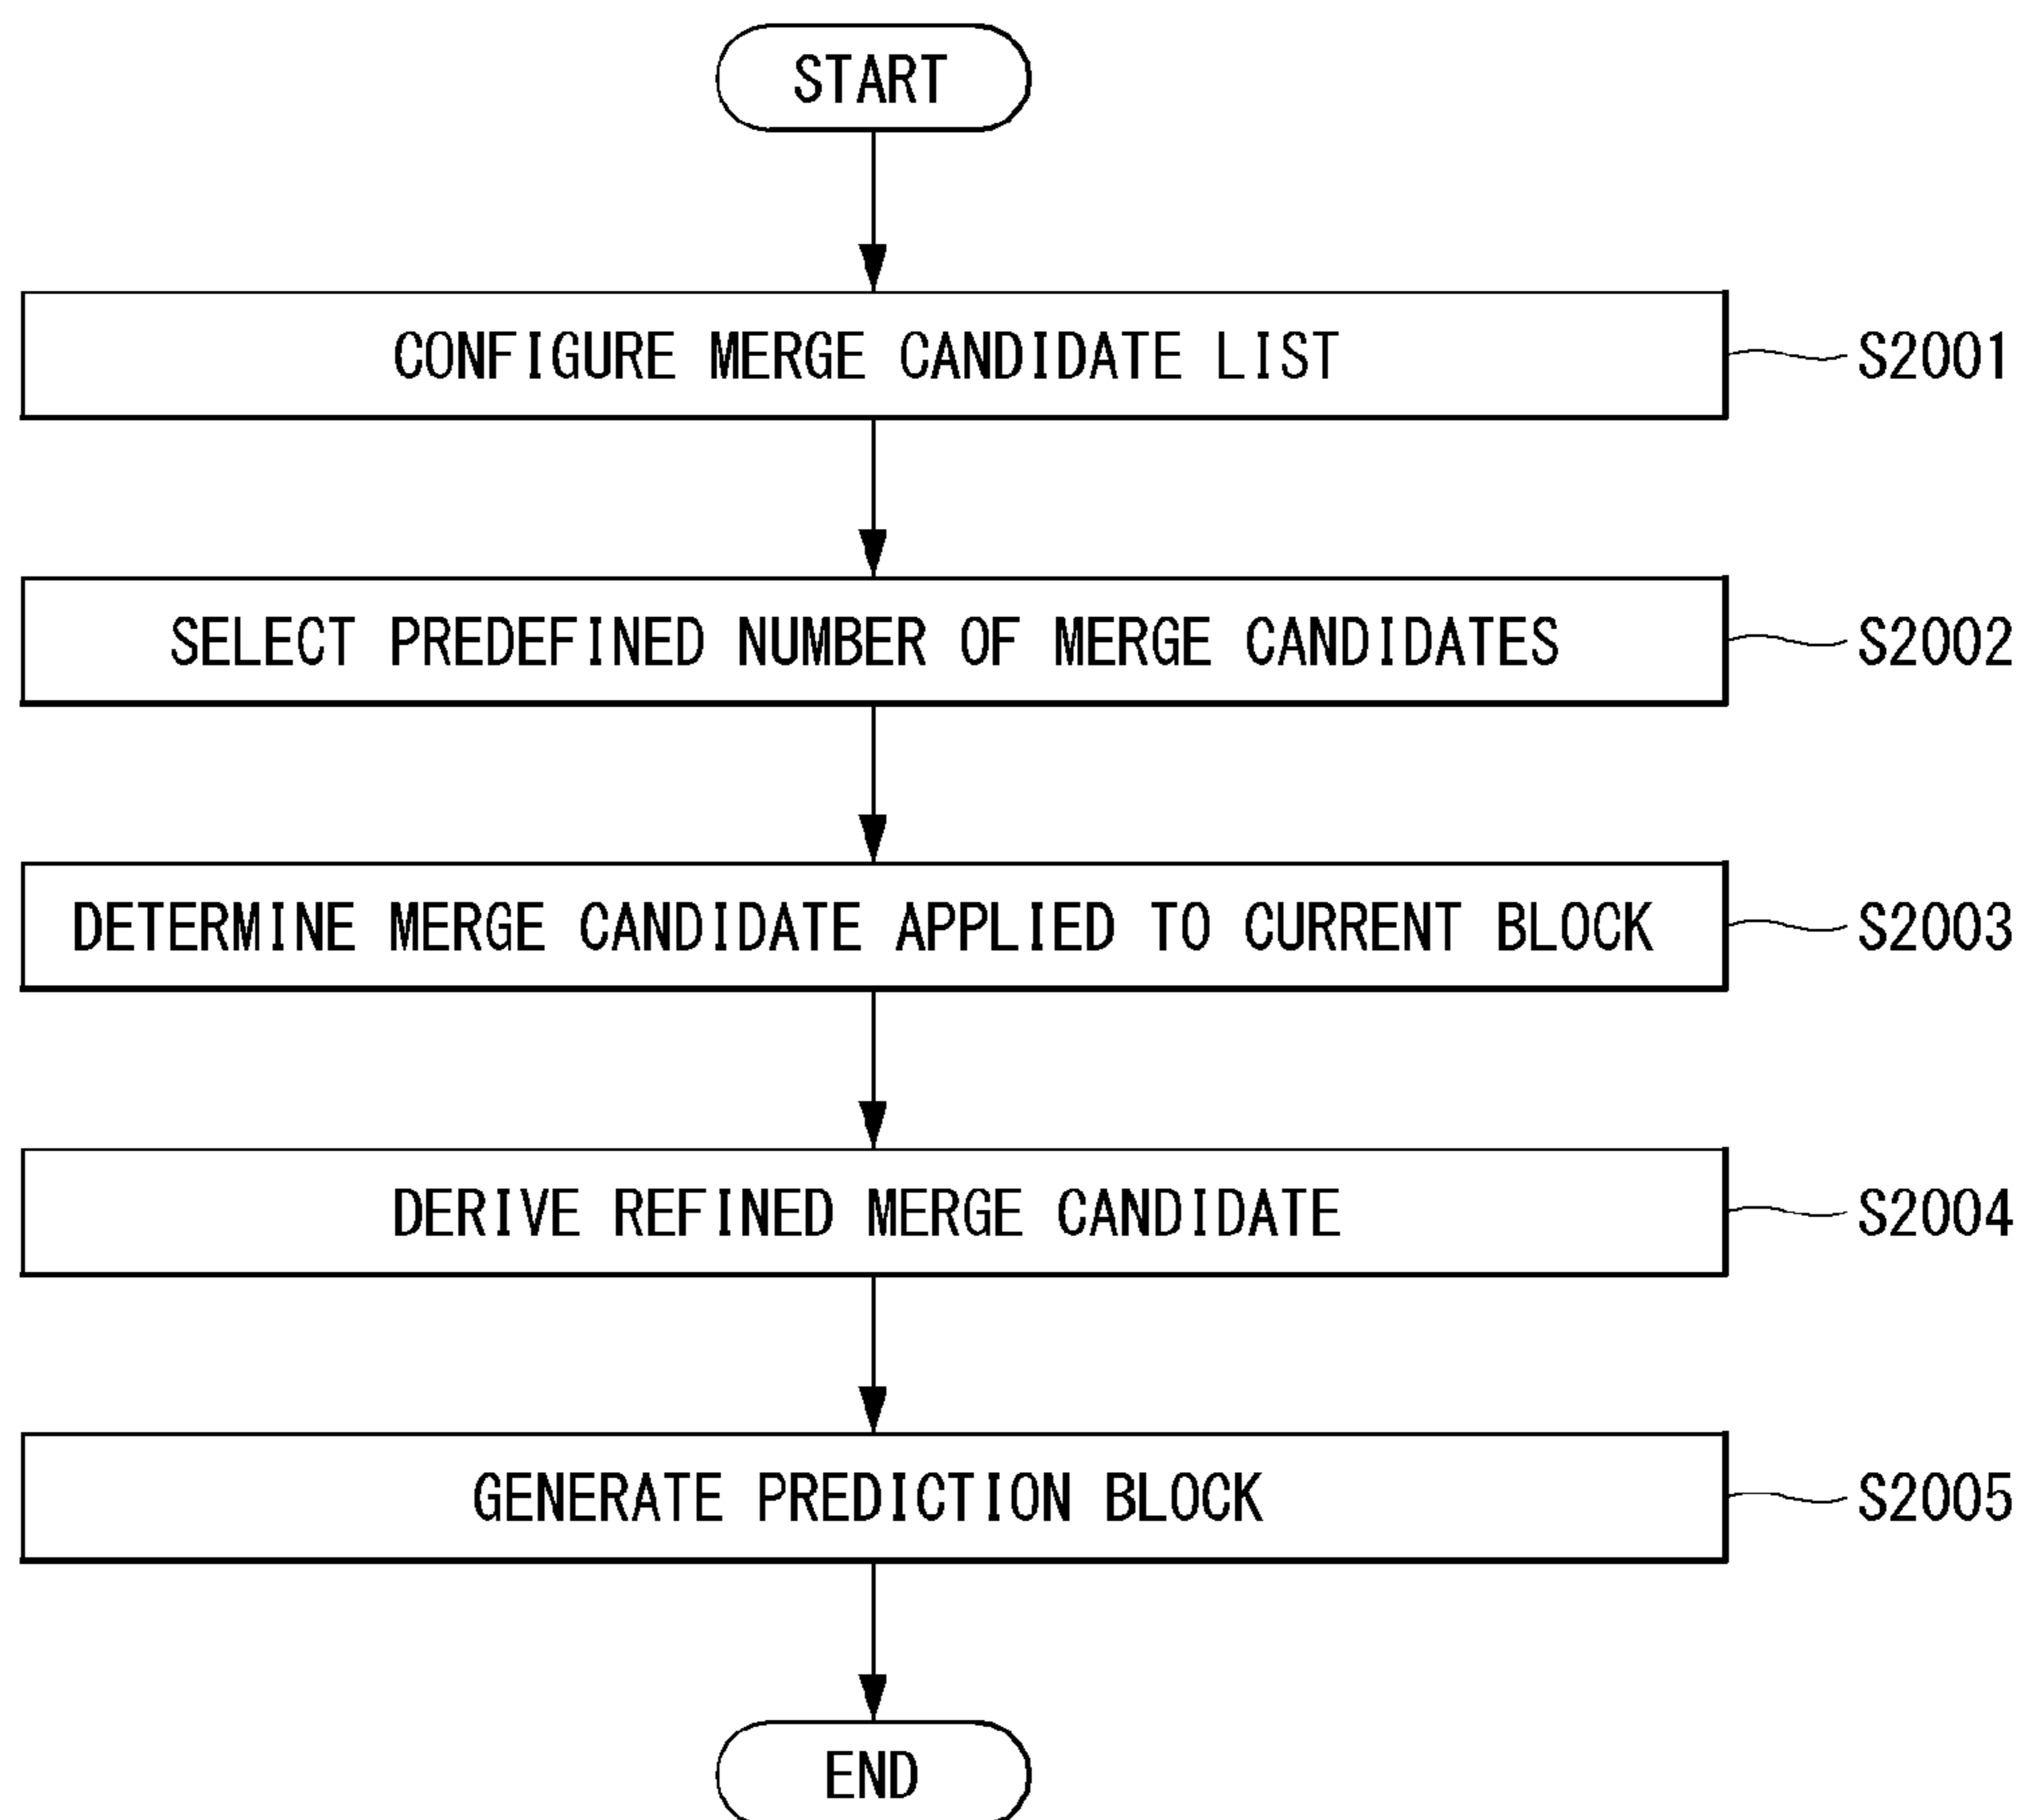 START
CONFIGURE MERGE CANDIDATE LIST
S2001
SELECT PREDEFINED NUMBER OF MERGE CANDIDATES
S2002
DETERMINE MERGE CANDIDATE APPLIED TO CURRENT BLOCK
S2003
DERIVE REFINED MERGE CANDIDATE
S2004
GENERATE PREDICTION BLOCK
S2005
END